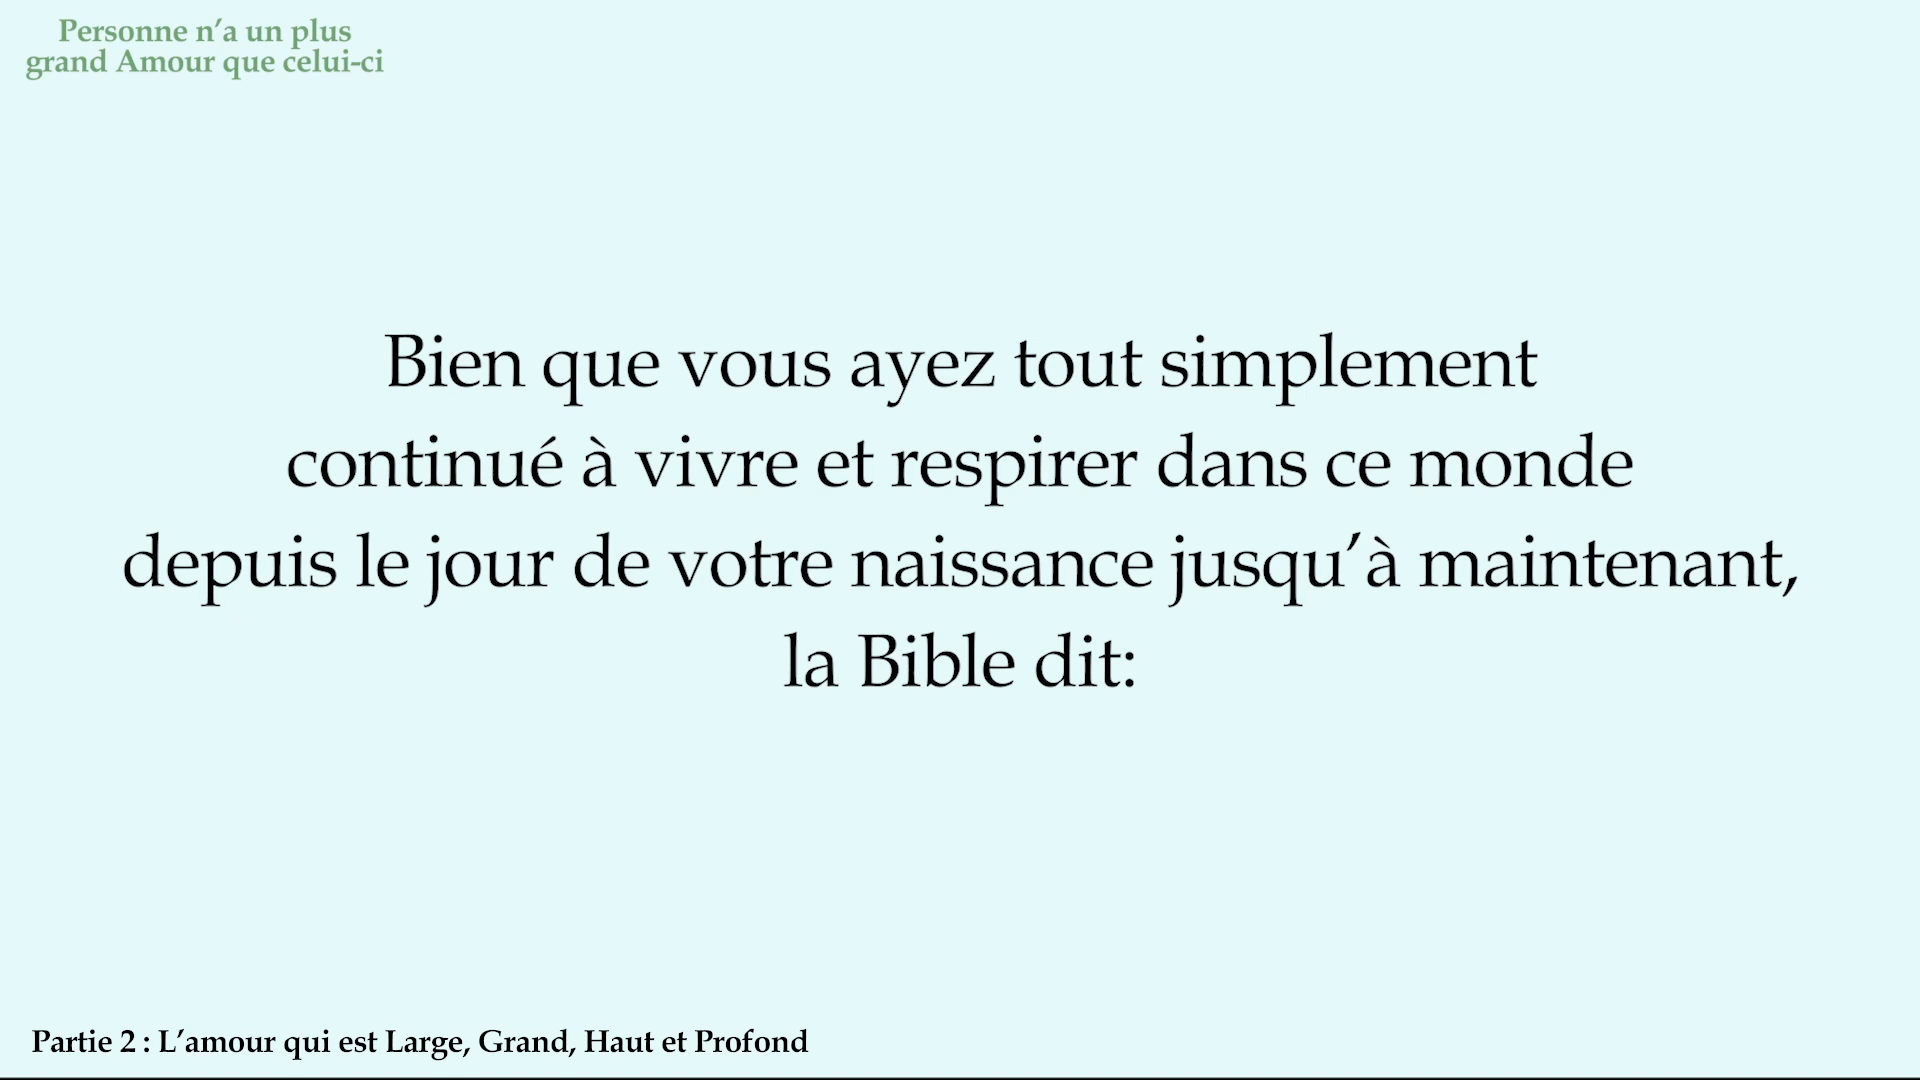 Personne n’a un plus
grand Amour que celui-ci
Bien que vous ayez tout simplement
continué à vivre et respirer dans ce monde
depuis le jour de votre naissance jusqu’à maintenant,
la Bible dit:
Partie 2 : L’amour qui est Large, Grand, Haut et Profond